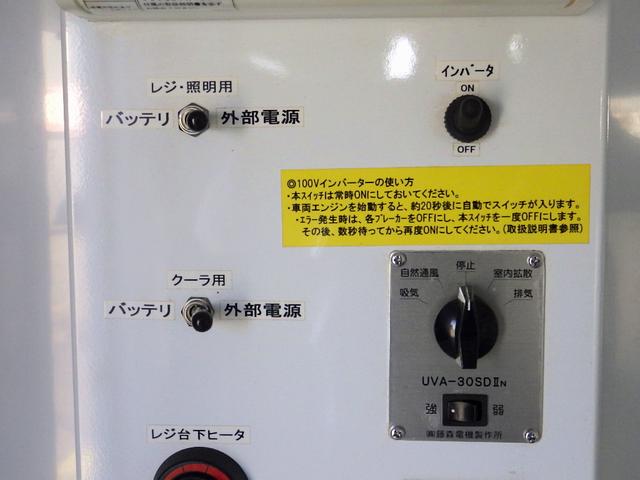 レジ・照明用
バッテリ 外部電源
インバータ
ON
OFF
◎100Vインバーターの使い方
・本スイッチは常時ONにしておいてください。
・車両エンジンを始動すると、約20秒後に自動でスイッチが入ります。
・エラー発生時は、各ブレーカーをOFFにし、本スイッチを一度OFFにします。
その後、数秒待ってから再度ONにしてください。(取扱説明書参照)
クーラ用
バッテリ 外部電源
停止
自然通風 室内拡散
吸気 排気
UVA-30SDⅡN
強 弱
㈱藤森電機製作所
レジ台下ヒータ